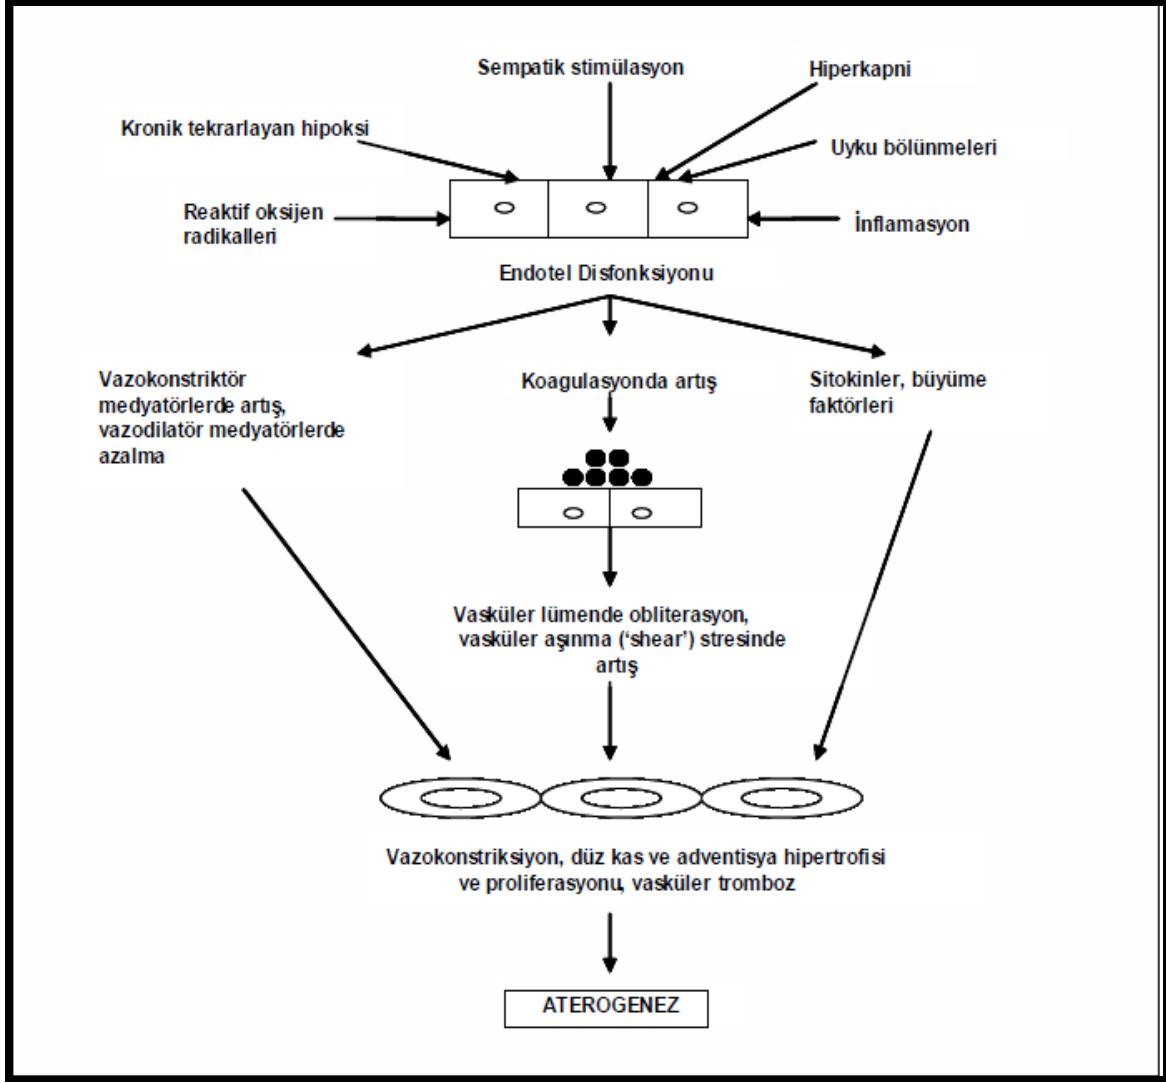 Sempatik stimülasyon
Hiperkapni
Kronik tekrarlayan hipoksi
Uyku bölünmeleri
Reaktif oksijen
radikalleri
İnflamasyon
Endotel Disfonksiyonu
Vazokonstriktör
medyatörlerde artış,
vazodilatör medyatörlerde
azalma
Koagulasyonda artış
Sitokinler, büyüme
faktörleri
Vasküler lümende obliterasyon,
vasküler aşınma (‘shear’) stresinde
artış
Vazokonstriksiyon, düz kas ve adventisya hipertrofisi
ve proliferasyonu, vasküler tromboz
ATEROGENEZ